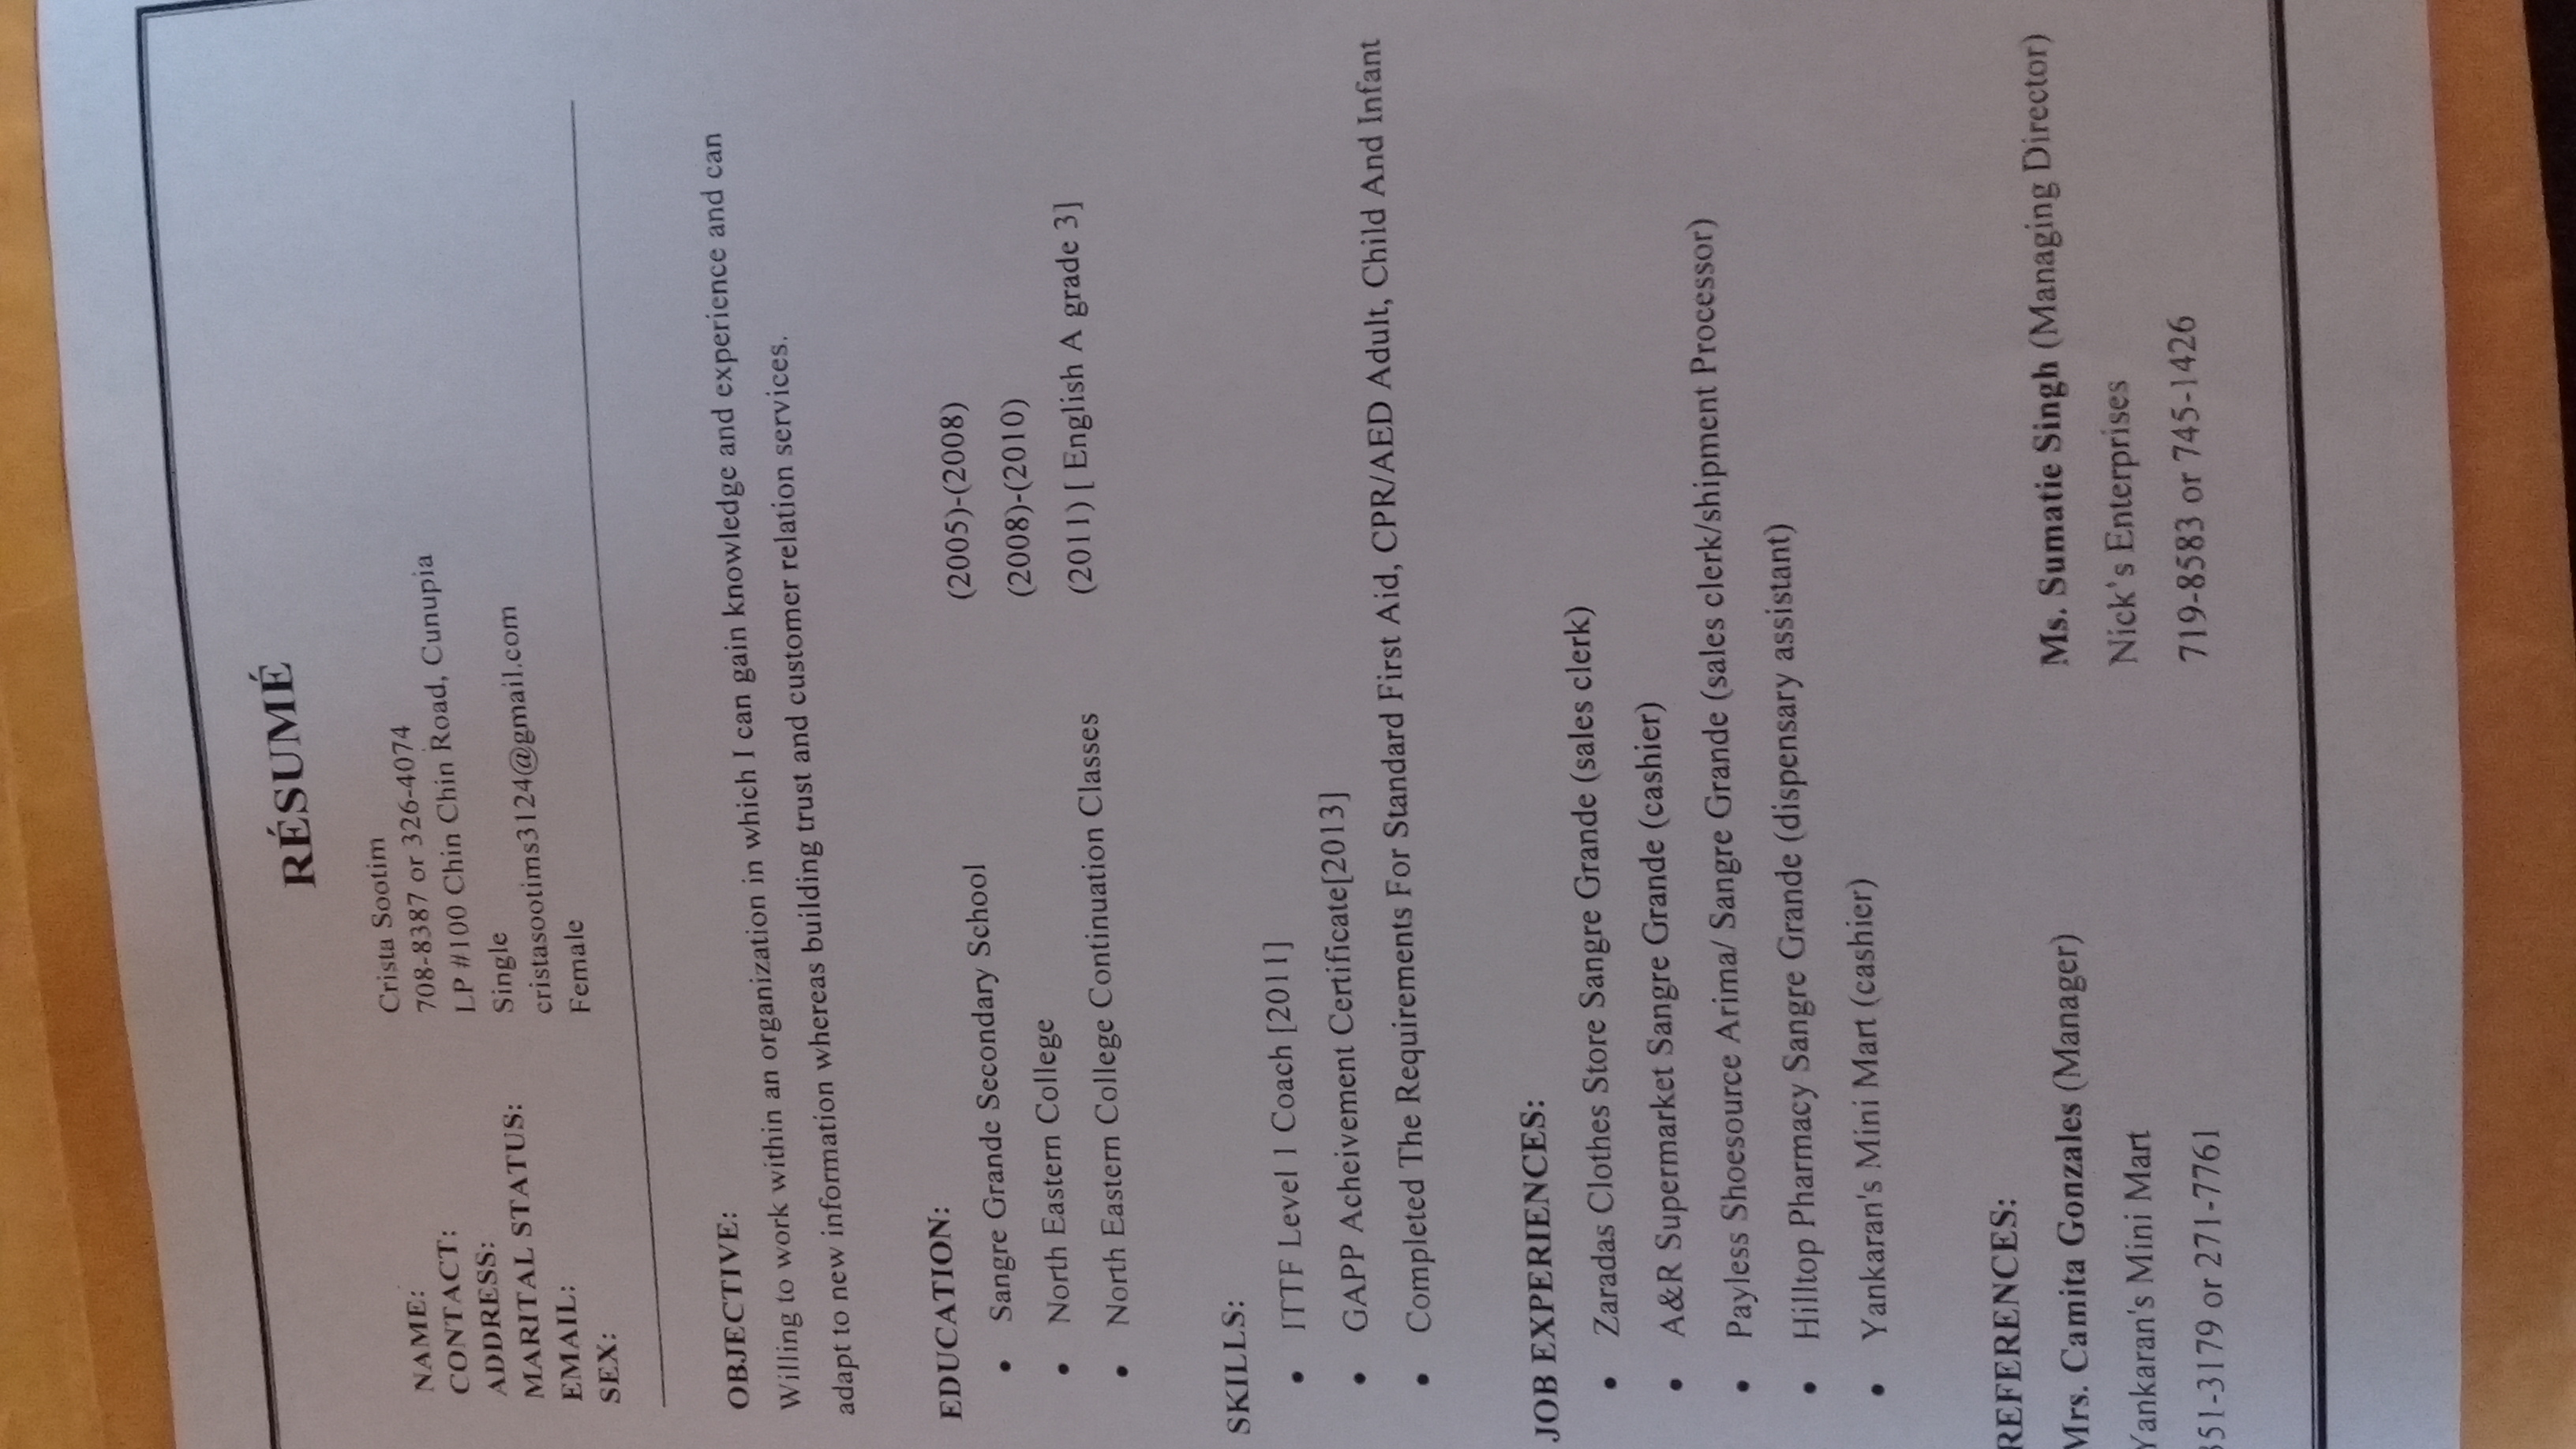 RÉSUMÉ
NAME: Crista Sootim
CONTACT: 708-8387 or 326-4074
ADDRESS: LP #100 Chin Chin Road, Cunupia
MARITAL STATUS: Single
EMAIL: cristasootims3124@gmail.com
SEX: Female
OBJECTIVE:
Willing to work within an organization in which I can gain knowledge and experience and can
adapt to new information whereas building trust and customer relation services.
EDUCATION:
• Sangre Grande Secondary School (2005)-(2008)
• North Eastern College (2008)-(2010)
• North Eastern College Continuation Classes (2011) [ English A grade 3]
SKILLS:
• ITTF Level 1 Coach [2011]
• GAPP Acheivement Certificate[2013]
• Completed The Requirements For Standard First Aid, CPR/AED Adult, Child And Infant
JOB EXPERIENCES:
• Zaradas Clothes Store Sangre Grande (sales clerk)
• A&R Supermarket Sangre Grande (cashier)
• Payless Shoesource Arima/ Sangre Grande (sales clerk/shipment Processor)
• Hilltop Pharmacy Sangre Grande (dispensary assistant)
• Yankaran's Mini Mart (cashier)
REFERENCES:
Mrs. Camita Gonzales (Manager) Ms. Sumatie Singh (Managing Director)
Yankaran's Mini Mart Nick's Enterprises
351-3179 or 271-7761 719-8583 or 745-1426